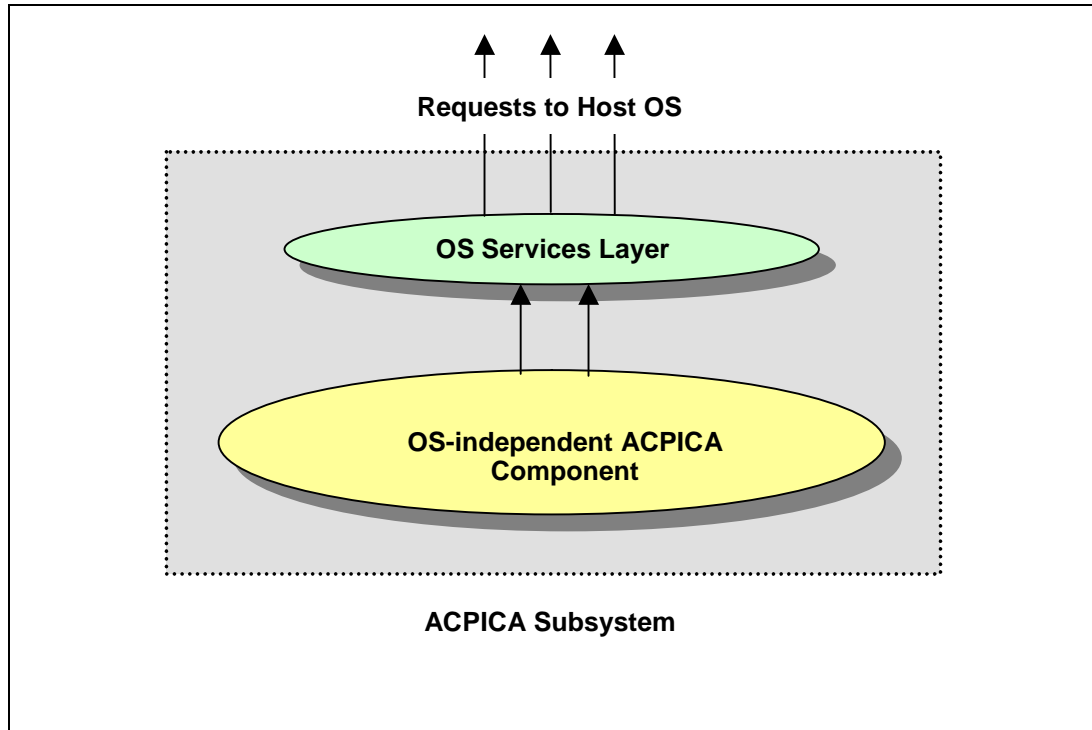 Requests to Host OS
OS Services Layer
OS-independent ACPICA
Component
ACPICA Subsystem